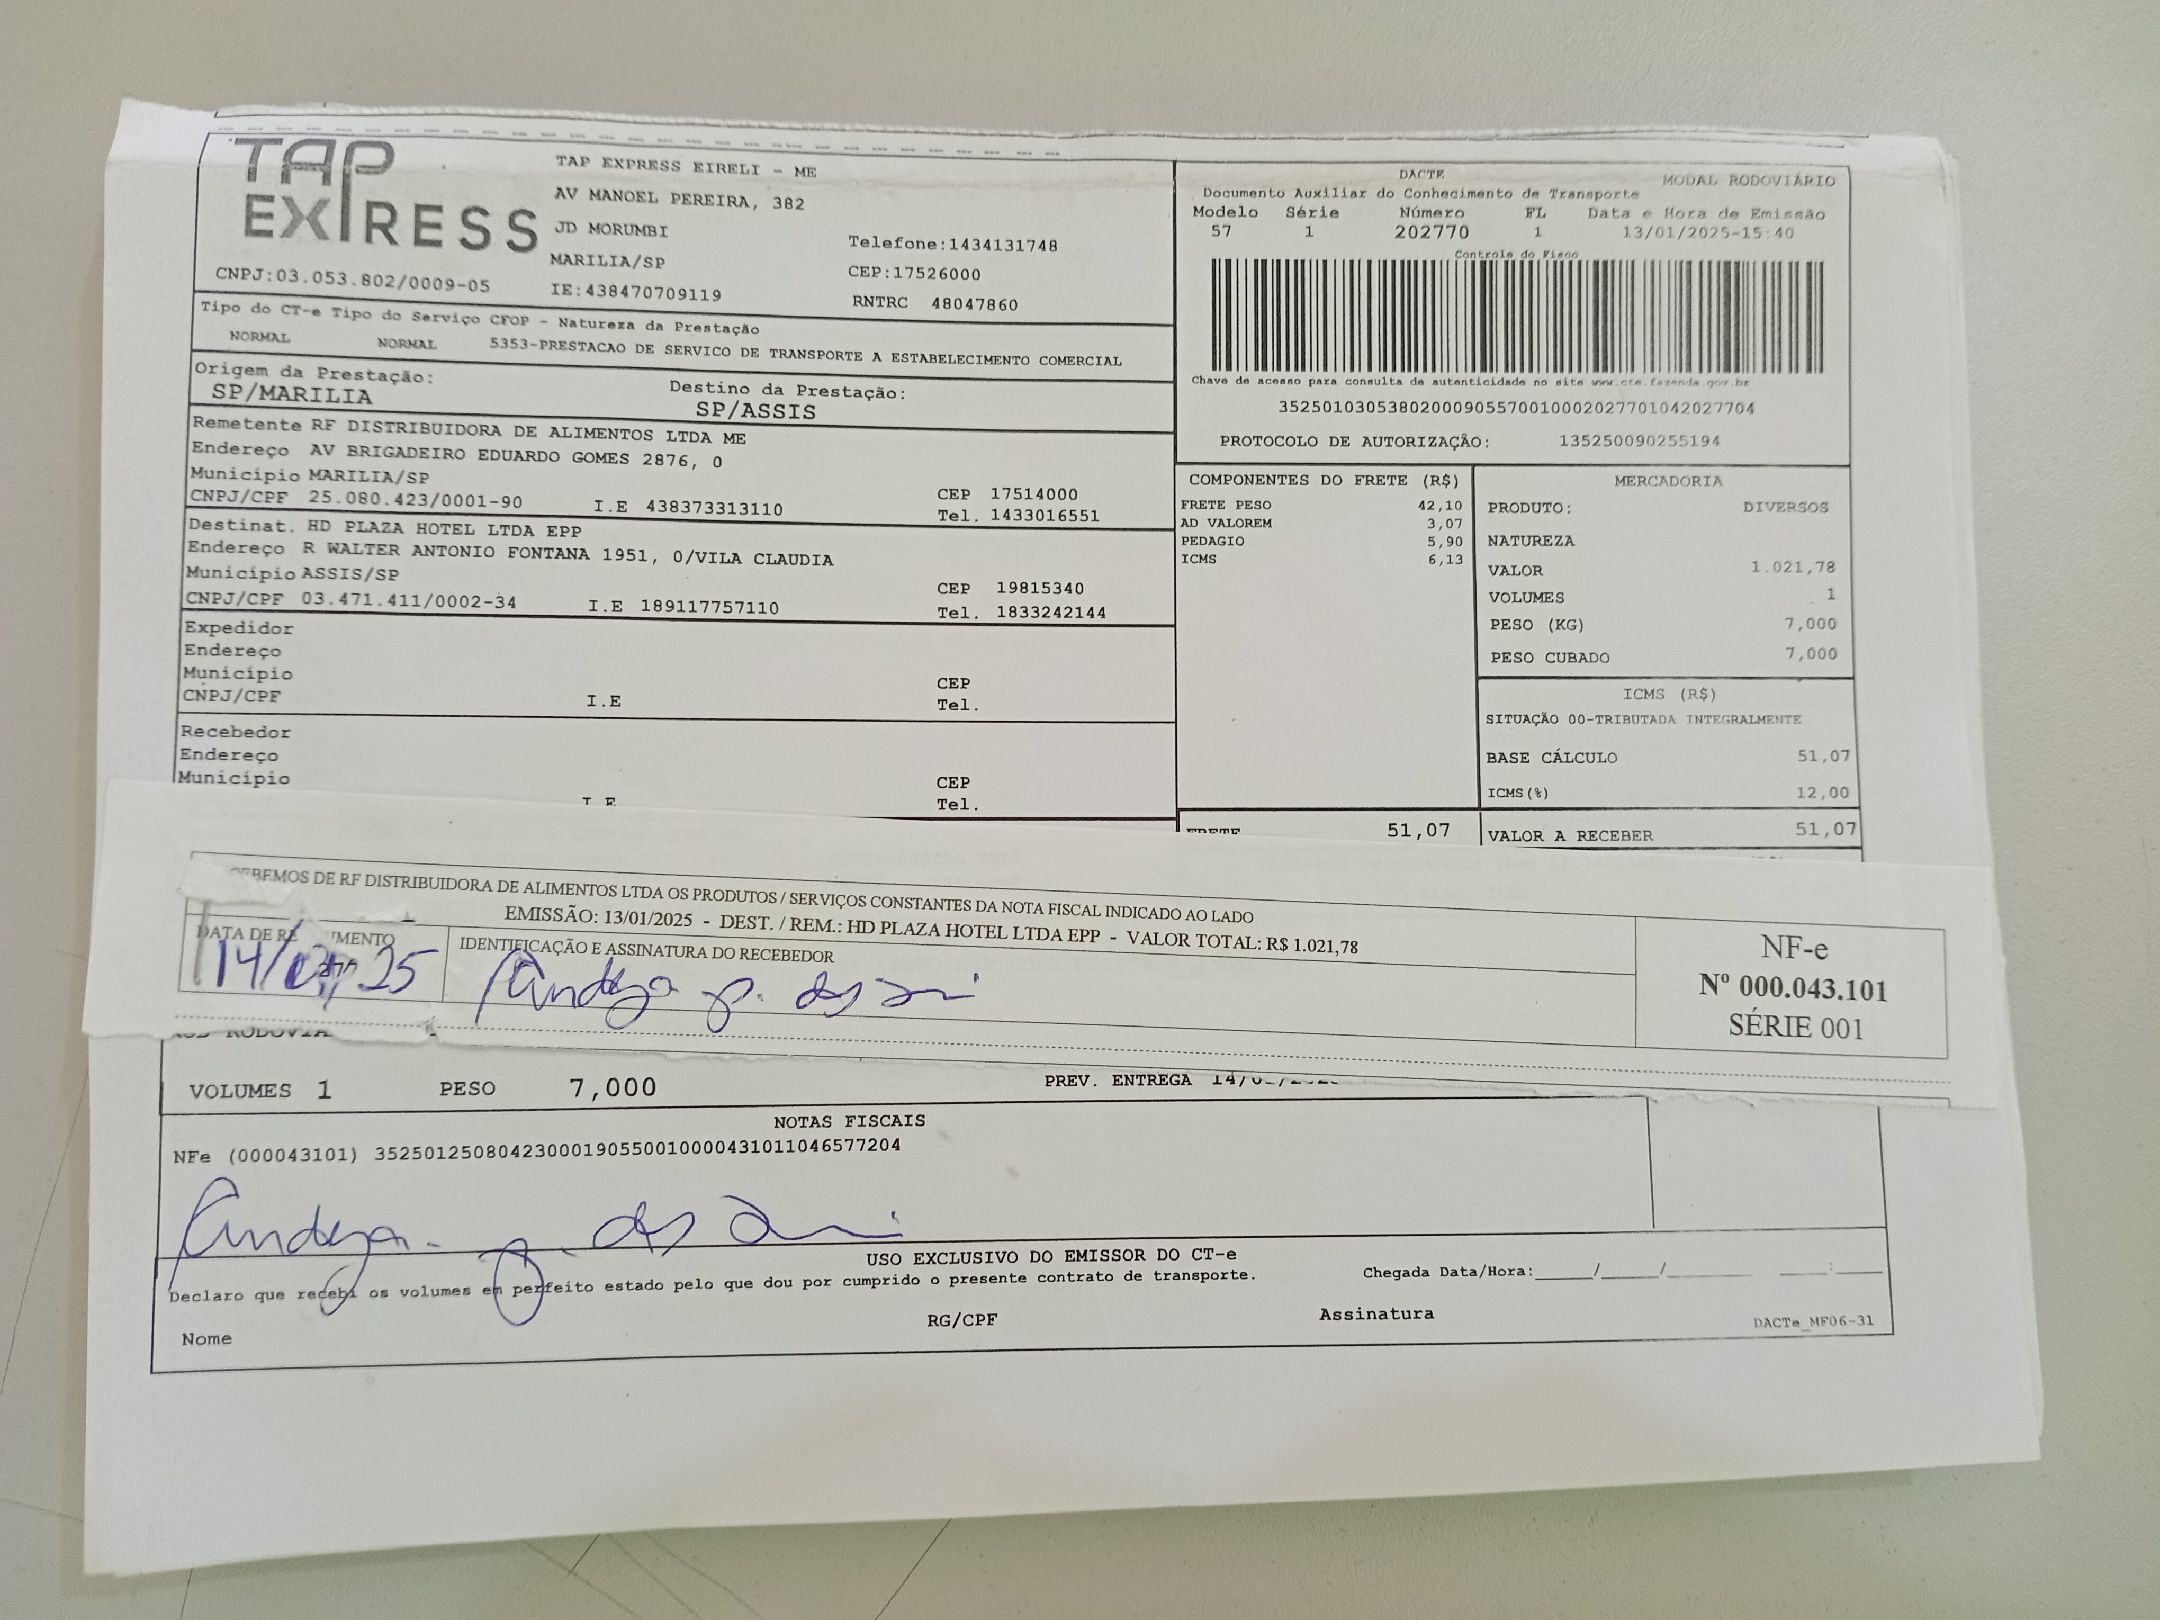 TAP EXPRESS
TAP EXPRESS EIRELI - ME
AV MANOEL PEREIRA, 382
JD MORUMBI
Telefone:1434131748
MARILIA/SP
CEP:17526000
CNPJ:03.053.802/0009-05
IE:438470709119
RNTRC 48047860
DACTE
MODAL RODOVIÁRIO
Documento Auxiliar do Conhecimento de Transporte
Modelo Série Número FL Data e Hora de Emissão
57 1 202770 1 13/01/2025-15:40
Controle do Fisco
Chave de acesso para consulta de autenticidade no site www.cte.fazenda.gov.br
35250103053802000905570010002027701042027704
PROTOCOLO DE AUTORIZAÇÃO: 135250090255194
Tipo do CT-e Tipo do Serviço CFOP - Natureza da Prestação
NORMAL NORMAL 5353-PRESTACAO DE SERVICO DE TRANSPORTE A ESTABELECIMENTO COMERCIAL
Origem da Prestação: Destino da Prestação:
SP/MARILIA SP/ASSIS
Remetente RF DISTRIBUIDORA DE ALIMENTOS LTDA ME
Endereço AV BRIGADEIRO EDUARDO GOMES 2876, 0
Município MARILIA/SP CEP 17514000
CNPJ/CPF 25.080.423/0001-90 I.E 438373313110 Tel. 1433016551
Destinat. HD PLAZA HOTEL LTDA EPP
Endereço R WALTER ANTONIO FONTANA 1951, 0/VILA CLAUDIA
Município ASSIS/SP CEP 19815340
CNPJ/CPF 03.471.411/0002-34 I.E 189117757110 Tel. 1833242144
Expedidor
Endereço
Município CEP
CNPJ/CPF I.E Tel.
Recebedor
Endereço
Município CEP
I.E Tel.
COMPONENTES DO FRETE (R$)
FRETE PESO 42,10
AD VALOREM 3,07
PEDAGIO 5,90
ICMS 6,13
MERCADORIA
PRODUTO: DIVERSOS
NATUREZA
VALOR 1.021,78
VOLUMES 1
PESO (KG) 7,000
PESO CUBADO 7,000
ICMS (R$)
SITUAÇÃO 00-TRIBUTADA INTEGRALMENTE
BASE CÁLCULO 51,07
ICMS(%) 12,00
FRETE 51,07 VALOR A RECEBER 51,07
EBEMOS DE RF DISTRIBUIDORA DE ALIMENTOS LTDA OS PRODUTOS / SERVIÇOS CONSTANTES DA NOTA FISCAL INDICADO AO LADO
EMISSÃO: 13/01/2025 - DEST. / REM.: HD PLAZA HOTEL LTDA EPP - VALOR TOTAL: R$ 1.021,78
DATA DE RE IMENTO IDENTIFICAÇÃO E ASSINATURA DO RECEBEDOR
NF-e
Nº 000.043.101
SÉRIE 001
VOLUMES 1 PESO 7,000 PREV. ENTREGA
NOTAS FISCAIS
NFe (000043101) 35250125080423000190550010000431011046577204
USO EXCLUSIVO DO EMISSOR DO CT-e
Declaro que recebi os volumes em perfeito estado pelo que dou por cumprido o presente contrato de transporte.
Chegada Data/Hora:_____/_____/_______ ____:____
Nome RG/CPF Assinatura
DACTe_MF06-31